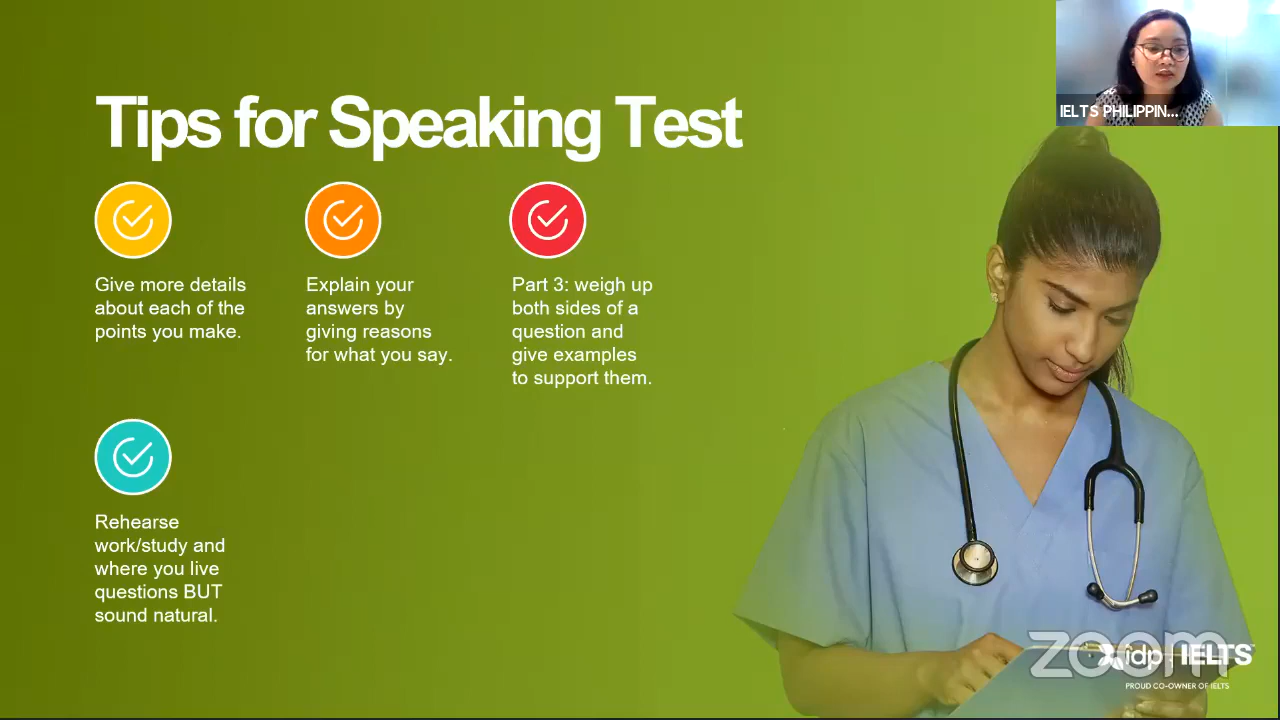 IELTS PHILIPPIN...
Tips for Speaking Test
Give more details
about each of the
points you make.
Explain your
answers by
giving reasons
for what you say.
Part 3: weigh up
both sides of a
question and
give examples
to support them.
Rehearse
work/study and
where you live
questions BUT
sound natural.
zoom
idp IELTS
PROUD CO-OWNER OF IELTS